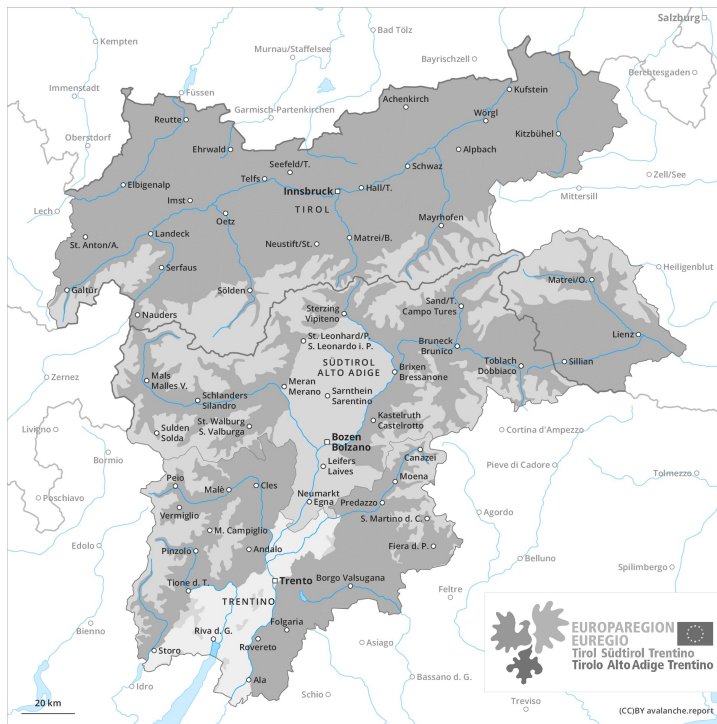 Salzburg
Kempten
Bad Tölz
Murnau/Staffelsee
Bayrischzell
Berchtesgaden
Immenstadt
Füssen
Garmisch-Partenkirchen
Achenkirch
Kufstein
Reutte
Wörgl
Oberstdorf
Ehrwald
Kitzbühel
Alpbach
Seefeld/T.
Schwaz
Telfs
Zell/See
Elbigenalp
Innsbruck
Hall/T.
Mittersill
Imst
TIROL
Lech
Oetz
Mayrhofen
Landeck
St. Anton/A.
Neustift/St.
Matrei/B.
Serfaus
Heiligenblut
Galtür
Sölden
Matrei/O.
Nauders
Sterzing
Vipiteno
Sand/T.
Campo Tures
St. Leonhard/P.
S. Leonardo i. P.
Lienz
Bruneck
Brunico
SÜDTIROL
ALTO ADIGE
Toblach
Dobbiaco
Sillian
Zernez
Mals
Malles V.
Meran
Merano
Brixen
Bressanone
Sarnthein
Sarentino
Schlanders
Silandro
Livigno
St. Walburg
S. Valburga
Kastelruth
Castelrotto
Sulden
Solda
Cortina d'Ampezzo
Bozen
Bolzano
Bormio
Canazei
Leifers
Laives
Pieve di Cadore
Tolmezzo
Peio
Malè
Cles
Moena
Poschiavo
Neumarkt
Egna
Predazzo
Vermiglio
Agordo
S. Martino d. C.
M. Campiglio
Edolo
Pinzolo
Andalo
Fiera d. P.
Belluno
Spilimbergo
Tione d. T.
Trento
Borgo Valsugana
Feltre
TRENTINO
Bienno
Riva d. G.
Folgaria
Storo
Rovereto
Asiago
Idro
Ala
Bassano d. G.
Schio
Treviso
EUROPAREGION
EUREGIO
Tirol Südtirol Trentino
Tirolo Alto Adige Trentino
20 km
(CC)BY avalanche.report